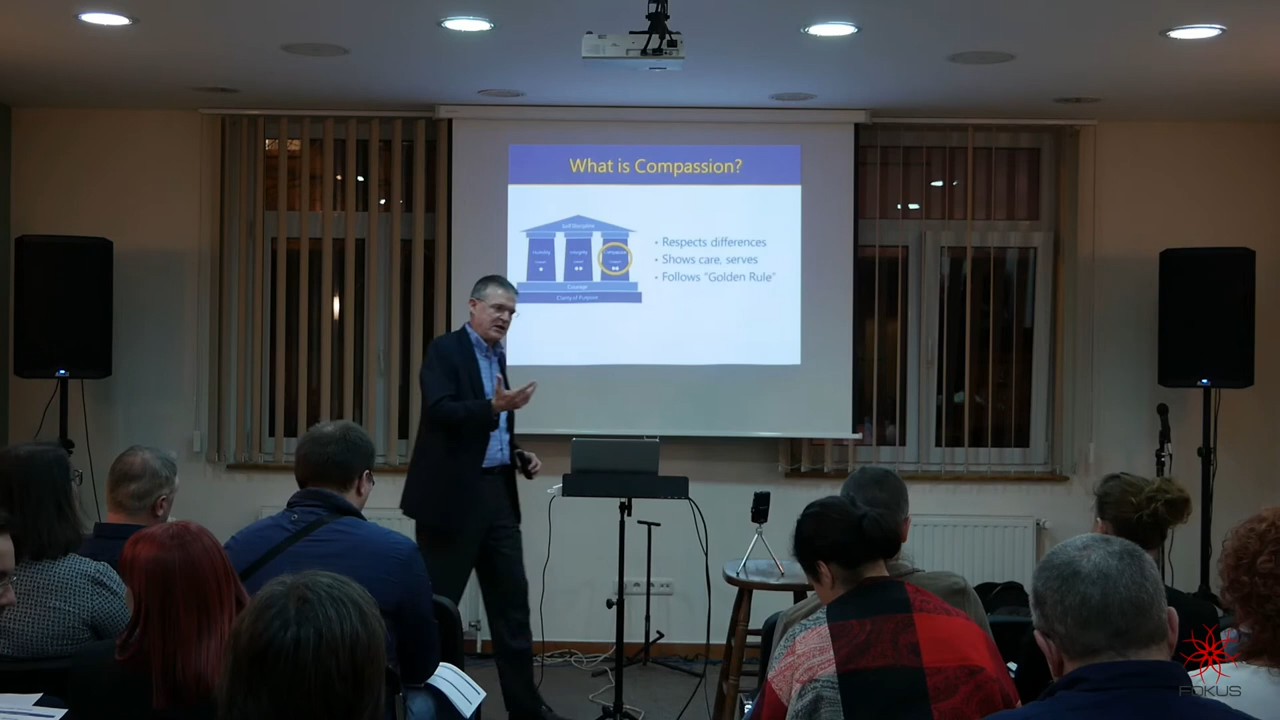 What is Compassion?
Self-Discipline
Humility
Integrity
Compassion
• Respects differences
• Shows care, serves
• Follows "Golden Rule"
Courage
Clarity of Purpose
FOKUS